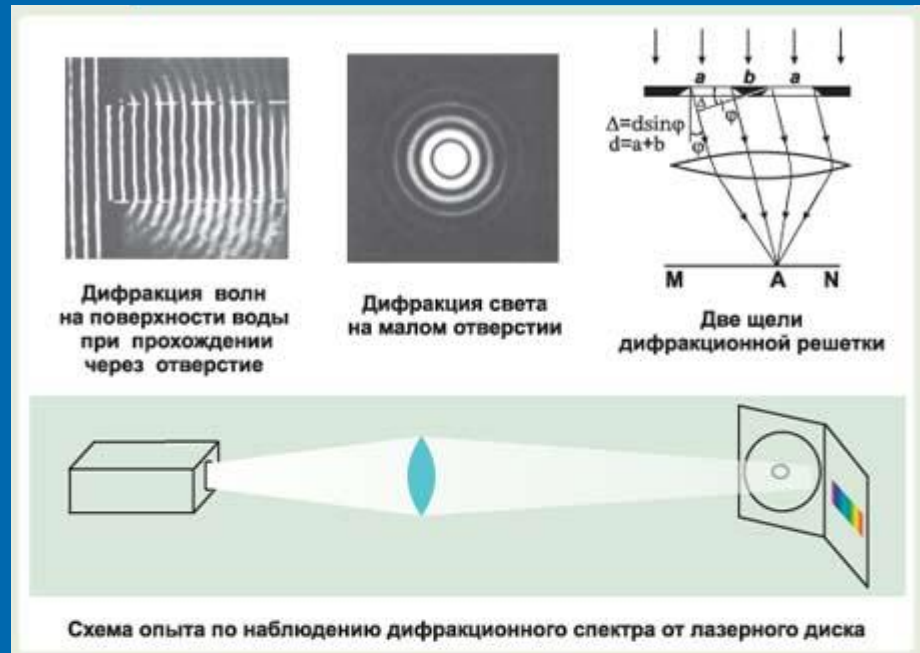 Дифракция волн
на поверхности воды
при прохождении
через отверстие
Дифракция света
на малом отверстии
a b a
Δ φ
Δ=dsinφ
d=a+b
φ
M A N
Две щели
дифракционной решетки
Схема опыта по наблюдению дифракционного спектра от лазерного диска